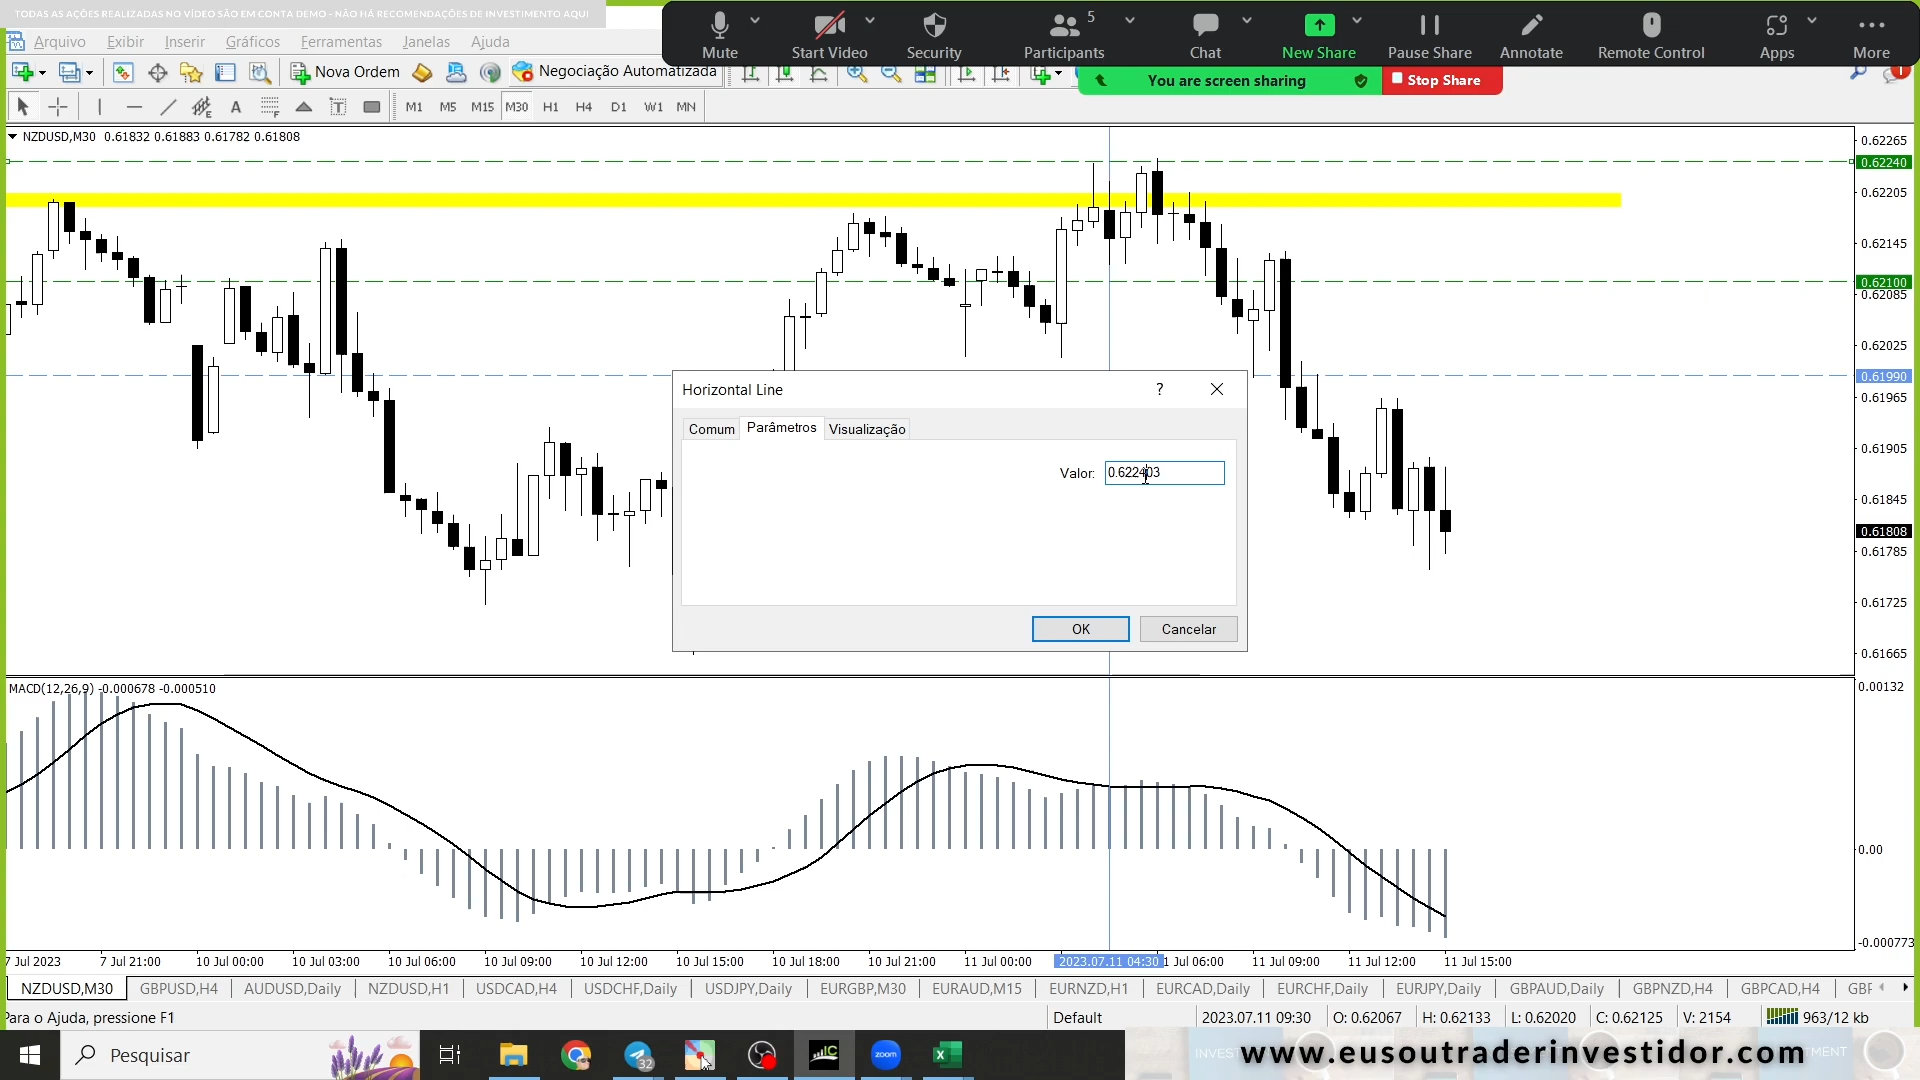 TODAS AS AÇÕES REALIZADAS NO VÍDEO SÃO EM CONTA DEMO - NÃO HÁ RECOMENDAÇÕES DE INVESTIMENTO AQUI
Mute
Start Video
Security
Participants 5
Chat
New Share
Pause Share
Annotate
Remote Control
Apps
More
Arquivo Exibir Inserir Gráficos Ferramentas Janelas Ajuda
Nova Ordem
Negociação Automatizada
You are screen sharing
Stop Share
1
A
M1 M5 M15 M30 H1 H4 D1 W1 MN
NZDUSD,M30 0.61832 0.61883 0.61782 0.61808
0.62265
0.62240
0.62205
0.62145
0.62100
0.62085
0.62025
0.61990
0.61965
0.61905
0.61845
0.61808
0.61785
0.61725
0.61665
Horizontal Line
?
Comum Parâmetros Visualização
Valor: 0.622403
OK Cancelar
MACD(12,26,9) -0.000678 -0.000510
0.00132
0.00
-0.000773
7 Jul 2023 7 Jul 21:00 10 Jul 00:00 10 Jul 03:00 10 Jul 06:00 10 Jul 09:00 10 Jul 12:00 10 Jul 15:00 10 Jul 18:00 10 Jul 21:00 11 Jul 00:00 2023.07.11 04:30 1 Jul 06:00 11 Jul 09:00 11 Jul 12:00 11 Jul 15:00
NZDUSD,M30 GBPUSD,H4 AUDUSD,Daily NZDUSD,H1 USDCAD,H4 USDCHF,Daily USDJPY,Daily EURGBP,M30 EURAUD,M15 EURNZD,H1 EURCAD,Daily EURCHF,Daily EURJPY,Daily GBPAUD,Daily GBPNZD,H4 GBPCAD,H4 GBF
Para o Ajuda, pressione F1
Default
2023.07.11 09:30 O: 0.62067 H: 0.62133 L: 0.62020 C: 0.62125 V: 2154 963/12 kb
Pesquisar
32
IC
zoom
www.eusoutraderinvestidor.com